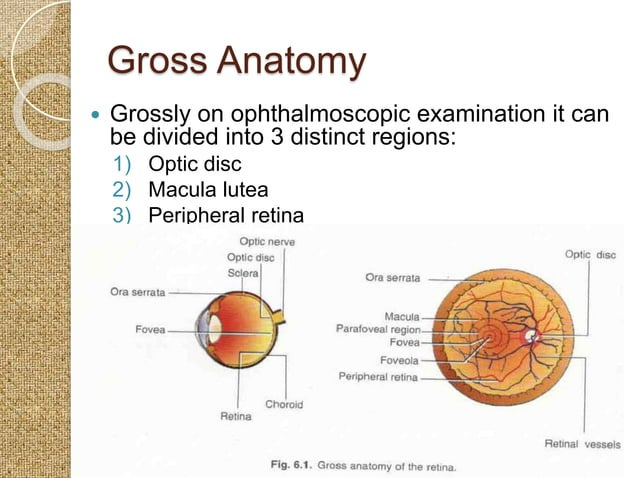 Gross Anatomy
• Grossly on ophthalmoscopic examination it can
be divided into 3 distinct regions:
1) Optic disc
2) Macula lutea
3) Peripheral retina
Optic nerve
Optic disc
Sclera
Ora serrata
Fovea
Retina
Choroid
Optic disc
Ora serrata
Macula
Parafoveal region
Fovea
Foveola
Peripheral retina
Retinal vessels
Fig. 6.1. Gross anatomy of the retina.